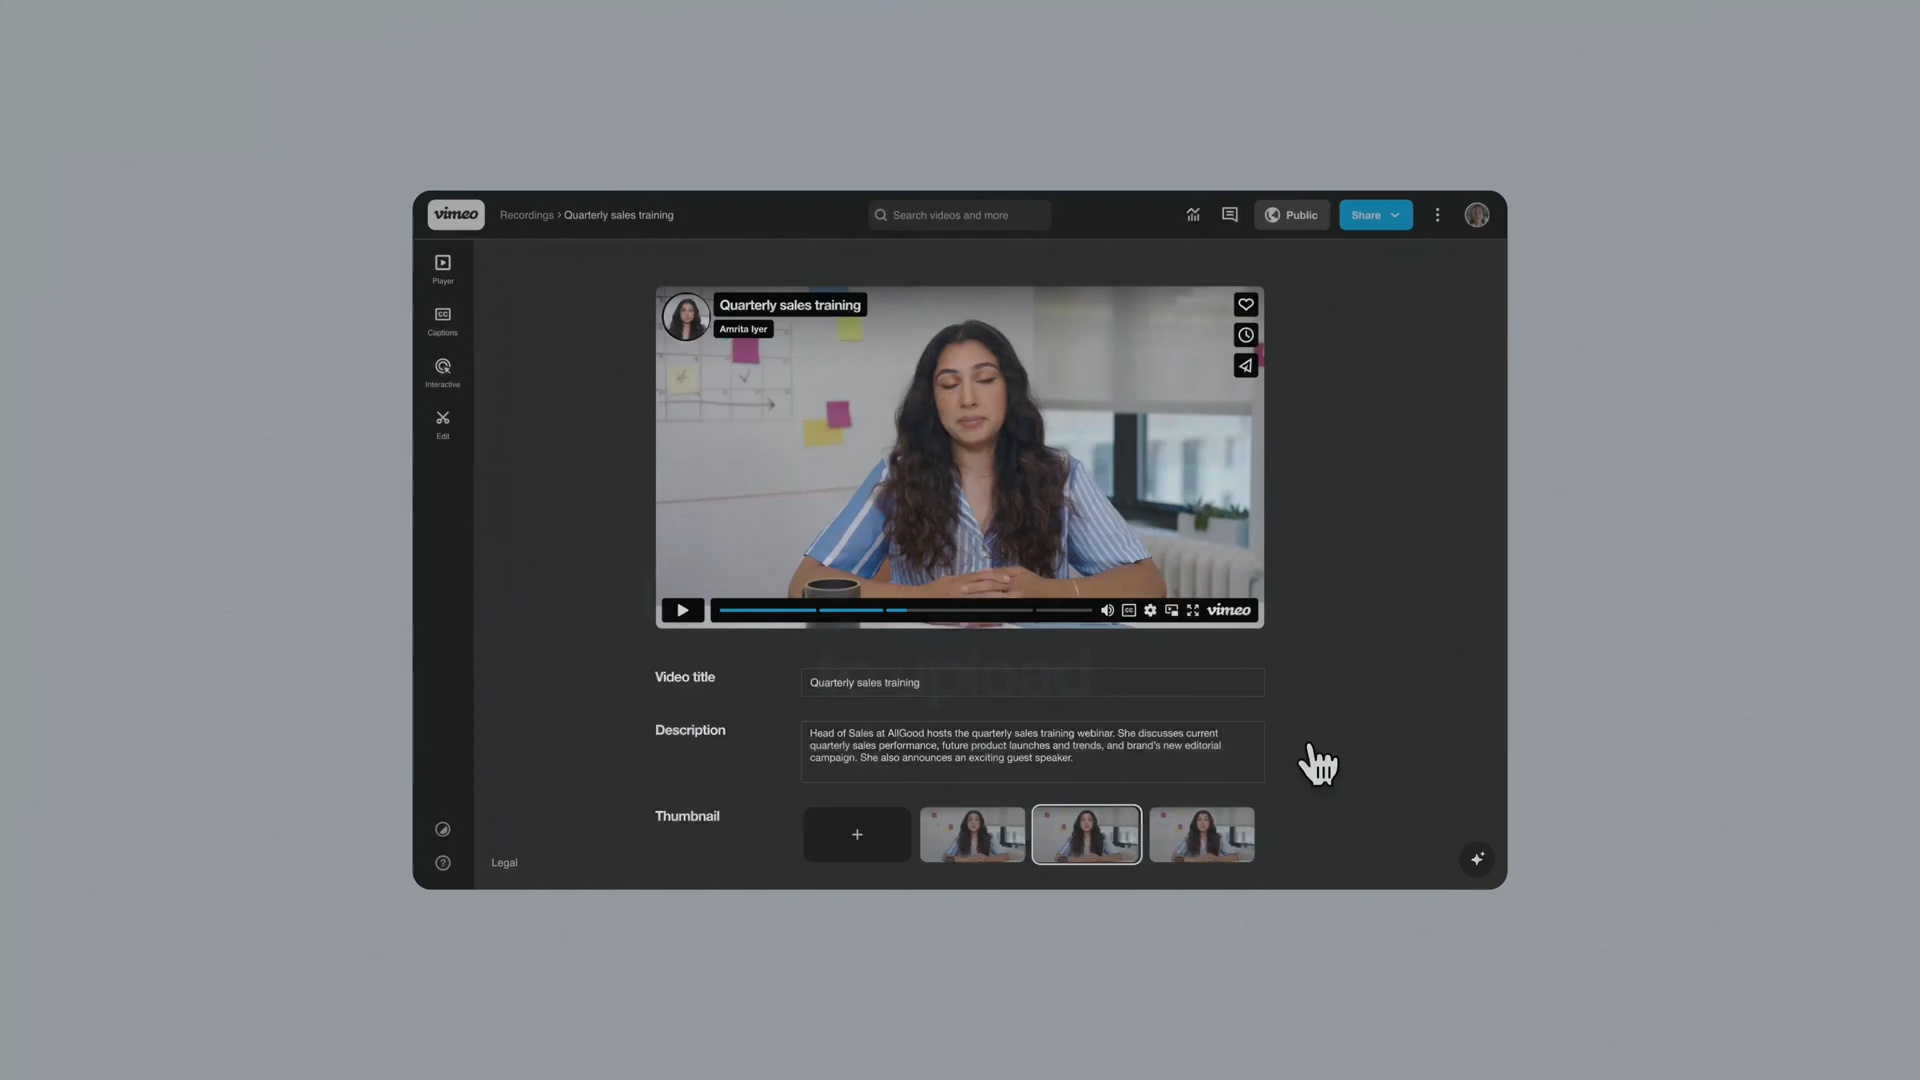 vimeo
Recordings > Quarterly sales training
Search videos and more
Public
Share
Player
Captions
Interactive
Edit
Quarterly sales training
Amrita Iyer
CC
vimeo
to upload
Video title
Quarterly sales training
Description
Head of Sales at AllGood hosts the quarterly sales training webinar. She discusses current
quarterly sales performance, future product launches and trends, and brand's new editorial
campaign. She also announces an exciting guest speaker.
Thumbnail
Legal